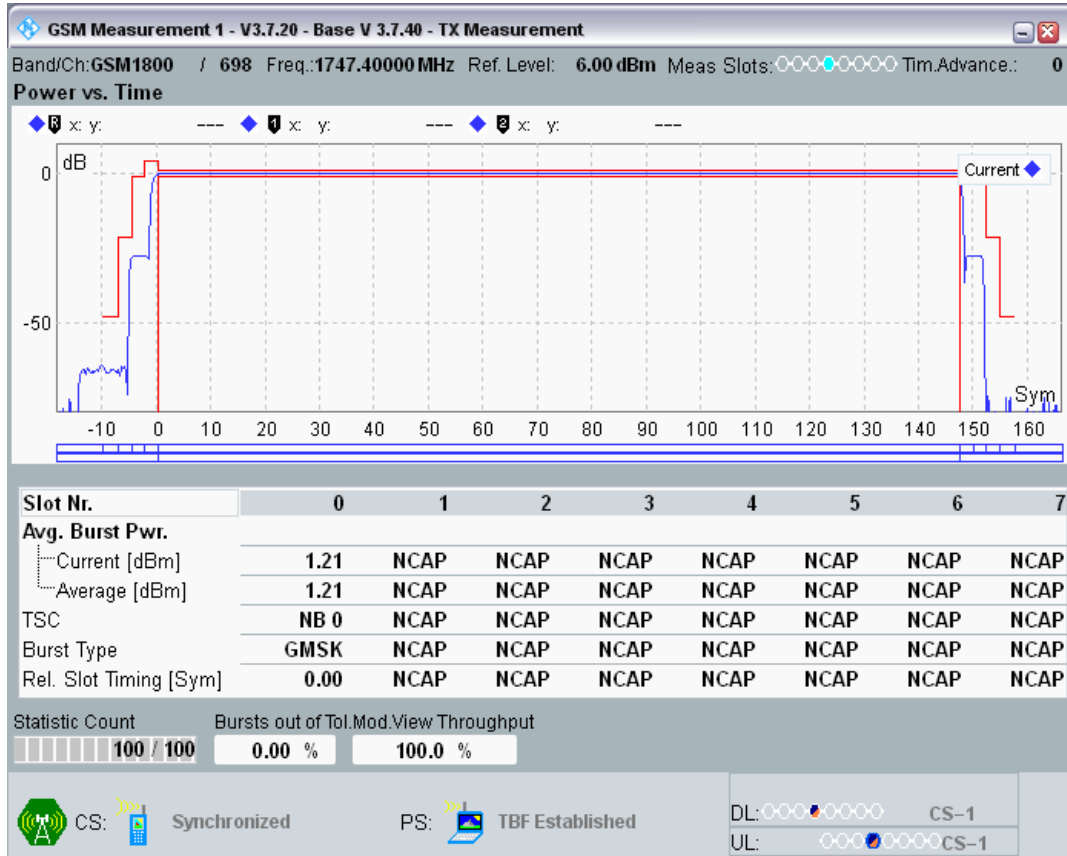 GSM Measurement 1 - V3.7.20 - Base V 3.7.40 - TX Measurement
Band/Ch:GSM1800 / 698 Freq.:1747.40000 MHz Ref. Level: 6.00 dBm Meas Slots: Tim.Advance.: 0
Power vs. Time
R x: y: --- 1 x: y: --- 2 x: y: ---
dB
Current
0
-50
Sym
-10 0 10 20 30 40 50 60 70 80 90 100 110 120 130 140 150 160
Slot Nr. 0 1 2 3 4 5 6 7
Avg. Burst Pwr.
Current [dBm] 1.21 NCAP NCAP NCAP NCAP NCAP NCAP NCAP
Average [dBm] 1.21 NCAP NCAP NCAP NCAP NCAP NCAP NCAP
TSC NB 0 NCAP NCAP NCAP NCAP NCAP NCAP NCAP
Burst Type GMSK NCAP NCAP NCAP NCAP NCAP NCAP NCAP
Rel. Slot Timing [Sym] 0.00 NCAP NCAP NCAP NCAP NCAP NCAP NCAP
Statistic Count Bursts out of Tol.Mod.View Throughput
100 / 100 0.00 % 100.0 %
CS: Synchronized PS: TBF Established DL: CS-1
UL: CS-1